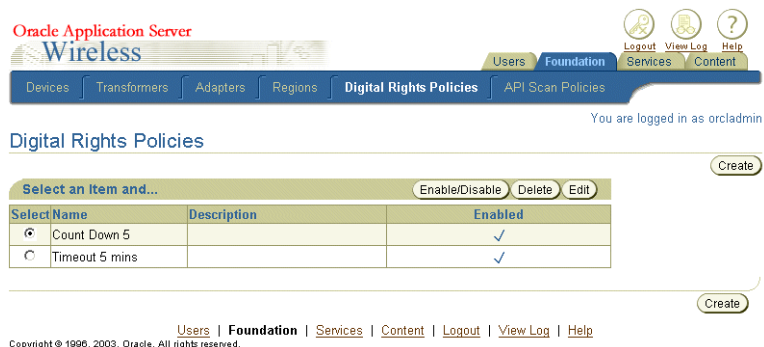 Oracle Application Server
Wireless
Logout View Log Help
Users Foundation Services Content
Devices Transformers Adapters Regions Digital Rights Policies API Scan Policies
You are logged in as orcladmin
Digital Rights Policies
Create
Select an Item and... Enable/Disable Delete Edit
Select Name Description Enabled
Count Down 5
Timeout 5 mins
Create
Users | Foundation | Services | Content | Logout | View Log | Help
Copyright © 1996, 2003, Oracle. All rights reserved.